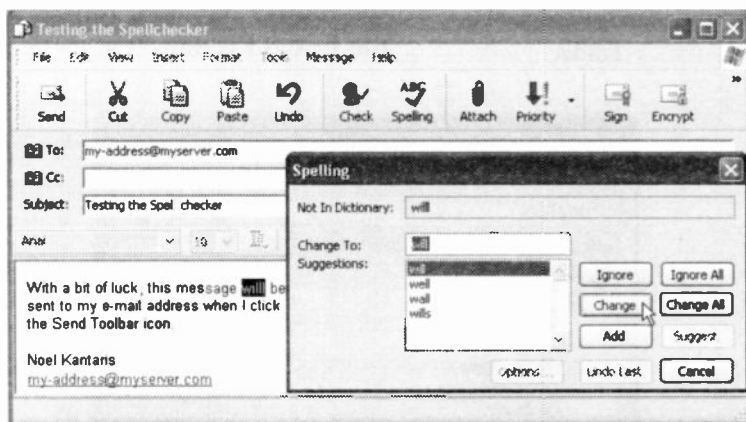 Testing the Spellchecker
File Edit View Insert Format Tools Message Help
Send Cut Copy Paste Undo Check Spelling Attach Priority Sign Encrypt
To: my-address@myserver.com
Cc:
Subject: Testing the Spell checker
Arial 10
With a bit of luck, this message be
sent to my e-mail address when I click
the Send Toolbar icon
Noel Kantaris
my-address@myserver.com
Spelling
Not In Dictionary:
Change To:
Suggestions:
well
wall
wills
Ignore Ignore All
Change Change All
Add Suggest
Options... Undo Last Cancel